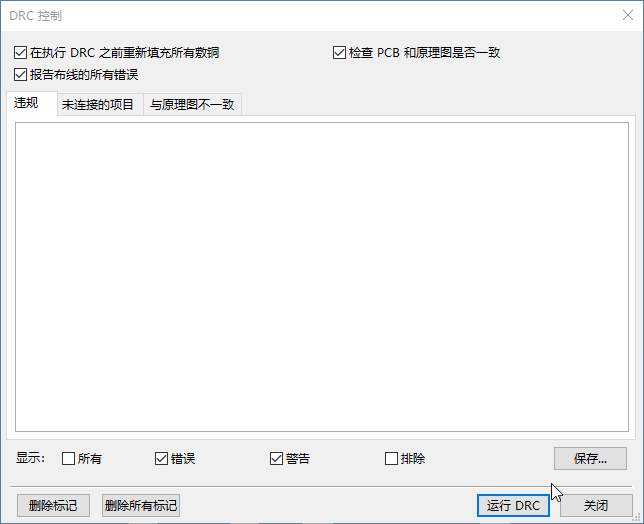 DRC 控制
在执行 DRC 之前重新填充所有敷铜
检查 PCB 和原理图是否一致
报告布线的所有错误
违规 未连接的项目 与原理图不一致
显示: 所有 错误 警告 排除 保存...
删除标记 删除所有标记 运行 DRC 关闭